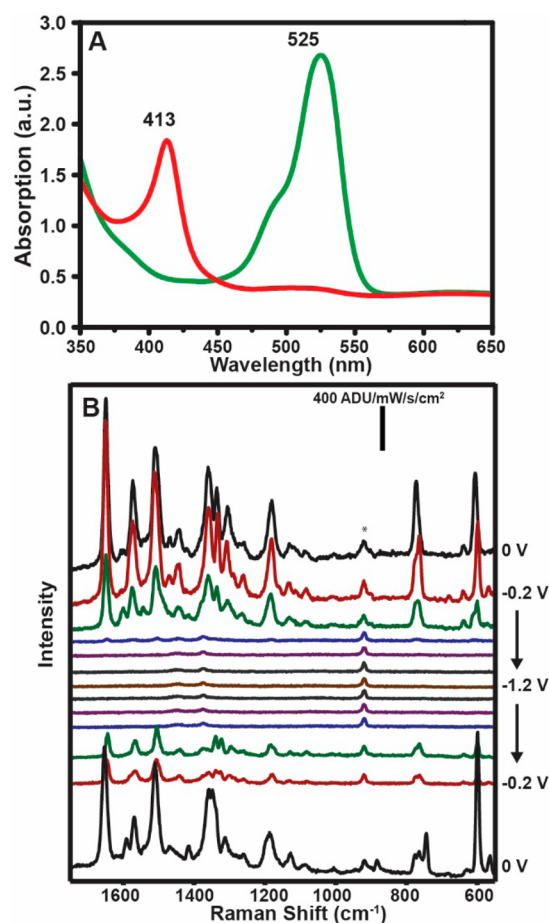 A
525
413
3.0
2.5
2.0
1.5
1.0
0.5
0.0
Absorption (a.u.)
350 400 450 500 550 600 650
Wavelength (nm)
B
400 ADU/mW/s/cm²
*
0 V
-0.2 V
-1.2 V
-0.2 V
0 V
Intensity
1600 1400 1200 1000 800 600
Raman Shift (cm⁻¹)